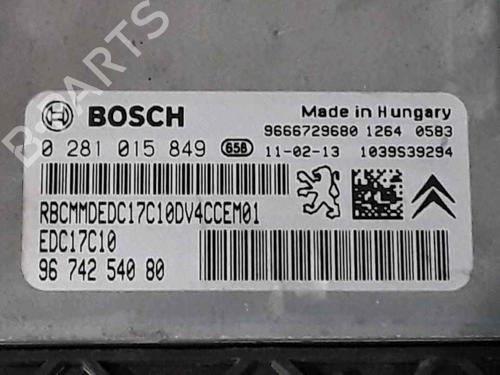 B-PARTS
BOSCH
Made in Hungary
9666729680 1264 0583
0 281 015 849 658 11-02-13 1039S39294
RBCMMDEDC17C10DV4CCEM01
EDC17C10
96 742 540 80